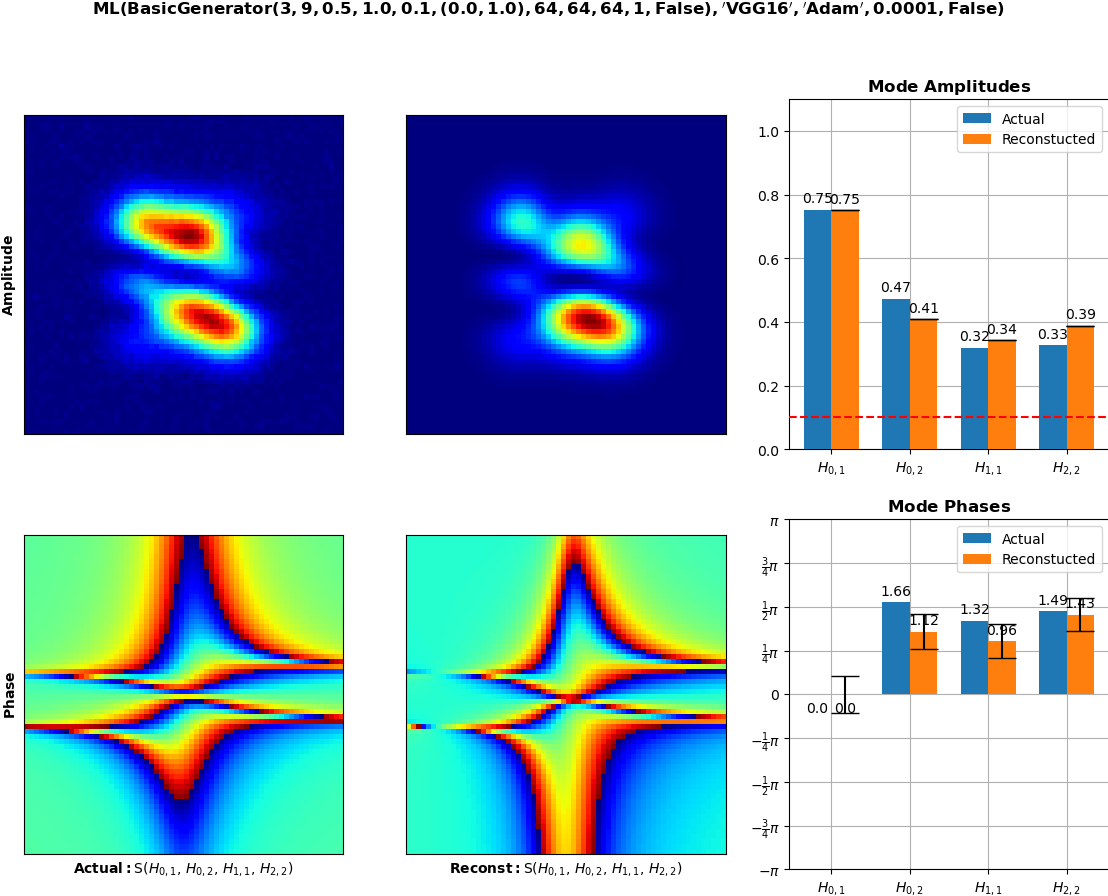 ML(BasicGenerator(3, 9, 0.5, 1.0, 0.1, (0.0, 1.0), 64, 64, 64, 1, False), ′VGG16′, ′Adam′, 0.0001, False)
Amplitude
Mode Amplitudes
Actual
Reconstucted
1.0
0.8
0.6
0.4
0.2
0.0
0.75
0.75
0.47
0.41
0.32
0.34
0.33
0.39
H₀,₁
H₀,₂
H₁,₁
H₂,₂
Phase
Actual: S(H₀,₁, H₀,₂, H₁,₁, H₂,₂)
Reconst: S(H₀,₁, H₀,₂, H₁,₁, H₂,₂)
Mode Phases
Actual
Reconstucted
π
3/4π
1/2π
1/4π
0
−1/4π
−1/2π
−3/4π
−π
0.0
0.0
1.66
1.12
1.32
0.96
1.49
1.43
H₀,₁
H₀,₂
H₁,₁
H₂,₂